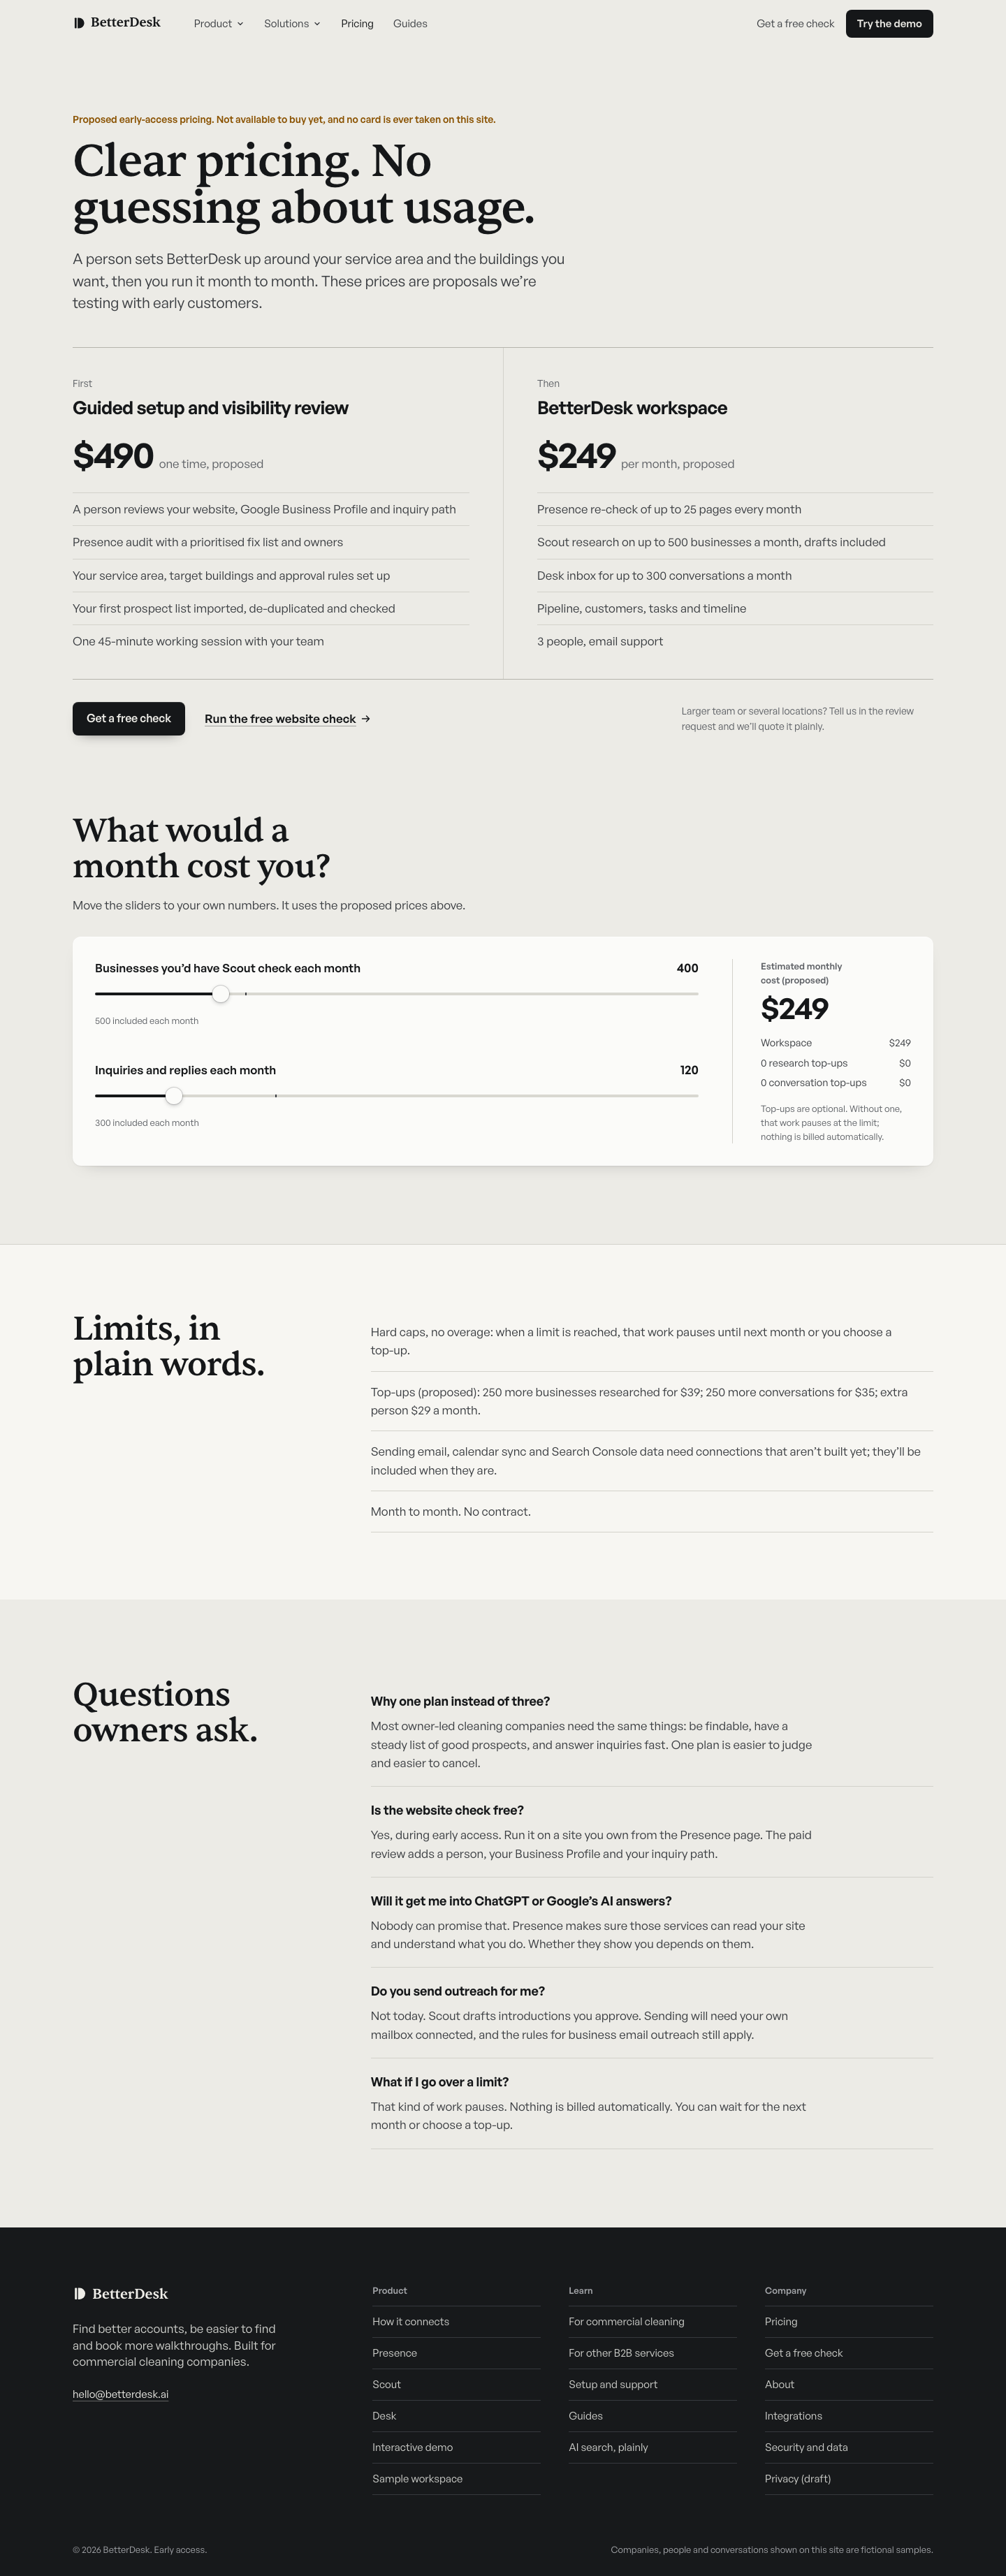 BetterDesk
Product
Solutions
Pricing
Guides
Get a free check
Try the demo
Proposed early-access pricing. Not available to buy yet, and no card is ever taken on this site.
Clear pricing. No
guessing about usage.
A person sets BetterDesk up around your service area and the buildings you
want, then you run it month to month. These prices are proposals we’re
testing with early customers.
First
Guided setup and visibility review
$490 one time, proposed
A person reviews your website, Google Business Profile and inquiry path
Presence audit with a prioritised fix list and owners
Your service area, target buildings and approval rules set up
Your first prospect list imported, de-duplicated and checked
One 45-minute working session with your team
Then
BetterDesk workspace
$249 per month, proposed
Presence re-check of up to 25 pages every month
Scout research on up to 500 businesses a month, drafts included
Desk inbox for up to 300 conversations a month
Pipeline, customers, tasks and timeline
3 people, email support
Get a free check
Run the free website check →
Larger team or several locations? Tell us in the review
request and we’ll quote it plainly.
What would a
month cost you?
Move the sliders to your own numbers. It uses the proposed prices above.
Businesses you’d have Scout check each month 400
500 included each month
Inquiries and replies each month 120
300 included each month
Estimated monthly
cost (proposed)
$249
Workspace $249
0 research top-ups $0
0 conversation top-ups $0
Top-ups are optional. Without one,
that work pauses at the limit;
nothing is billed automatically.
Limits, in
plain words.
Hard caps, no overage: when a limit is reached, that work pauses until next month or you choose a
top-up.
Top-ups (proposed): 250 more businesses researched for $39; 250 more conversations for $35; extra
person $29 a month.
Sending email, calendar sync and Search Console data need connections that aren’t built yet; they’ll be
included when they are.
Month to month. No contract.
Questions
owners ask.
Why one plan instead of three?
Most owner-led cleaning companies need the same things: be findable, have a
steady list of good prospects, and answer inquiries fast. One plan is easier to judge
and easier to cancel.
Is the website check free?
Yes, during early access. Run it on a site you own from the Presence page. The paid
review adds a person, your Business Profile and your inquiry path.
Will it get me into ChatGPT or Google’s AI answers?
Nobody can promise that. Presence makes sure those services can read your site
and understand what you do. Whether they show you depends on them.
Do you send outreach for me?
Not today. Scout drafts introductions you approve. Sending will need your own
mailbox connected, and the rules for business email outreach still apply.
What if I go over a limit?
That kind of work pauses. Nothing is billed automatically. You can wait for the next
month or choose a top-up.
BetterDesk
Find better accounts, be easier to find
and book more walkthroughs. Built for
commercial cleaning companies.
hello@betterdesk.ai
Product
How it connects
Presence
Scout
Desk
Interactive demo
Sample workspace
Learn
For commercial cleaning
For other B2B services
Setup and support
Guides
AI search, plainly
Company
Pricing
Get a free check
About
Integrations
Security and data
Privacy (draft)
© 2026 BetterDesk. Early access.
Companies, people and conversations shown on this site are fictional samples.